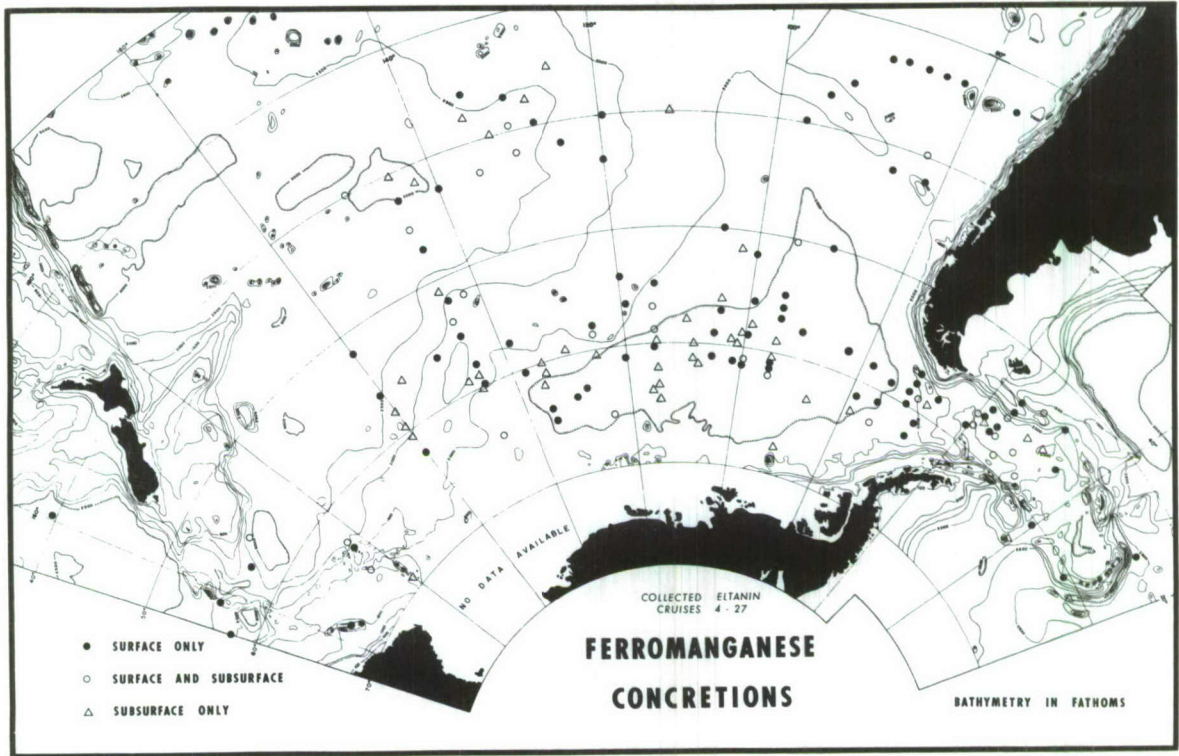 NO DATA AVAILABLE
COLLECTED ELTANIN
CRUISES 4 - 27
FERROMANGANESE
CONCRETIONS
SURFACE ONLY
SURFACE AND SUBSURFACE
SUBSURFACE ONLY
BATHYMETRY IN FATHOMS